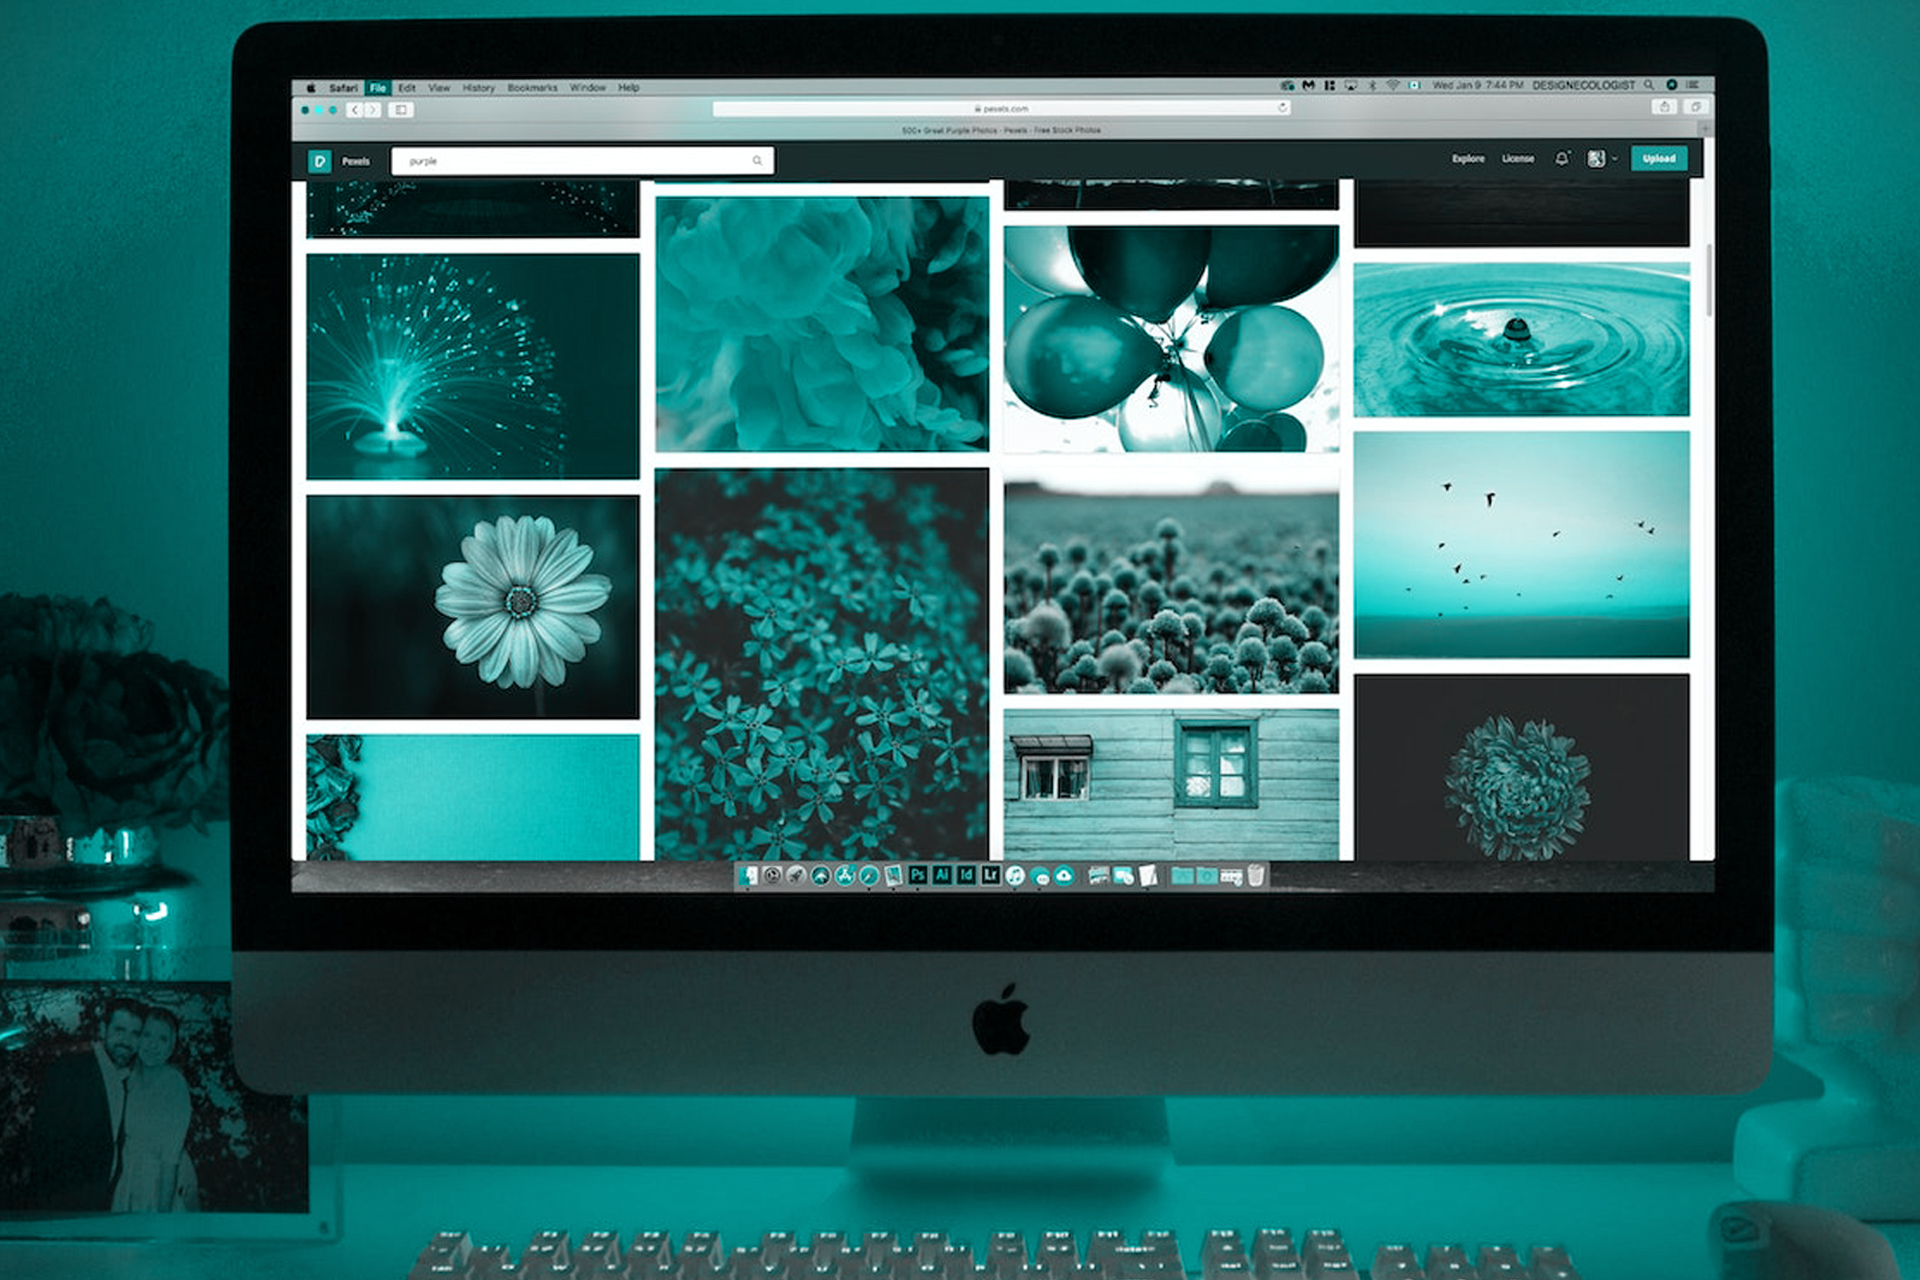 Safari File Edit View History Bookmarks Window Help
Wed Jan 9 7:44 PM DESIGNECOLOGIST
pexels.com
500+ Great Purple Photos · Pexels · Free Stock Photos
Pexels
purple
Explore License
Upload
Ps Ai Id Lr